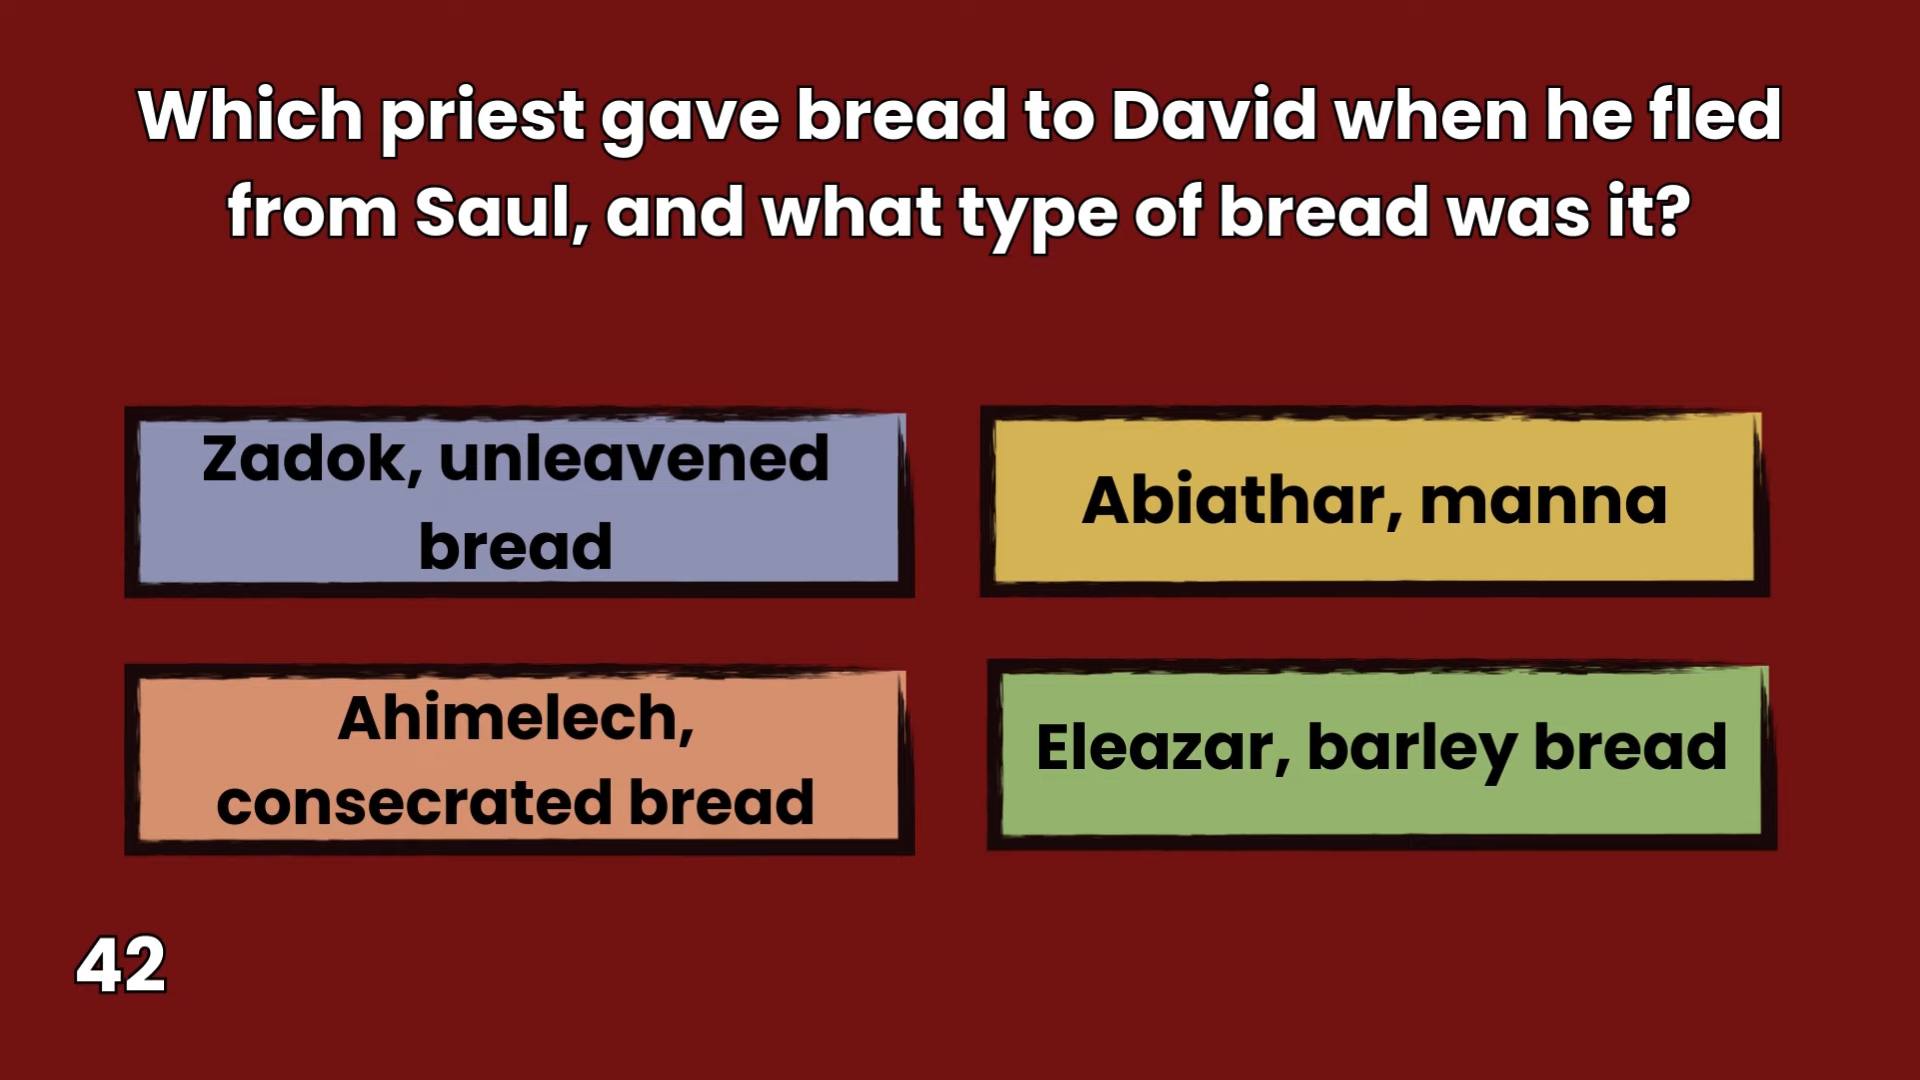 Which priest gave bread to David when he fled
from Saul, and what type of bread was it?
Zadok, unleavened
bread
Abiathar, manna
Ahimelech,
consecrated bread
Eleazar, barley bread
42